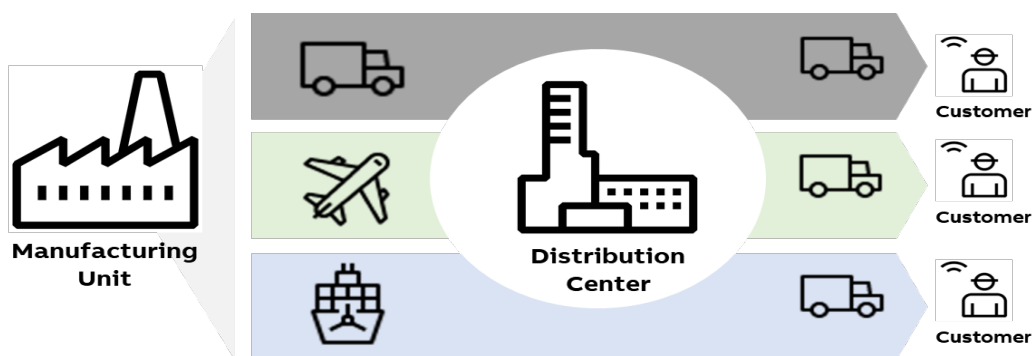 Manufacturing
Unit
Distribution
Center
Customer
Customer
Customer